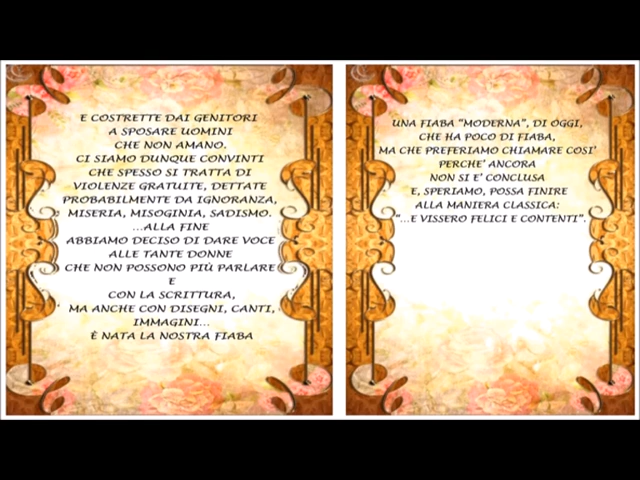 E COSTRETTE DAI GENITORI
A SPOSARE UOMINI
CHE NON AMANO.
CI SIAMO DUNQUE CONVINTI
CHE SPESSO SI TRATTA DI
VIOLENZE GRATUITE, DETTATE
PROBABILMENTE DA IGNORANZA,
MISERIA, MISOGINIA, SADISMO.
...ALLA FINE
ABBIAMO DECISO DI DARE VOCE
ALLE TANTE DONNE
CHE NON POSSONO PIÙ PARLARE
E
CON LA SCRITTURA,
MA ANCHE CON DISEGNI, CANTI,
IMMAGINI...
È NATA LA NOSTRA FIABA
UNA FIABA "MODERNA", DI OGGI,
CHE HA POCO DI FIABA,
MA CHE PREFERIAMO CHIAMARE COSI'
PERCHE' ANCORA
NON SI E' CONCLUSA
E, SPERIAMO, POSSA FINIRE
ALLA MANIERA CLASSICA:
"...E VISSERO FELICI E CONTENTI".